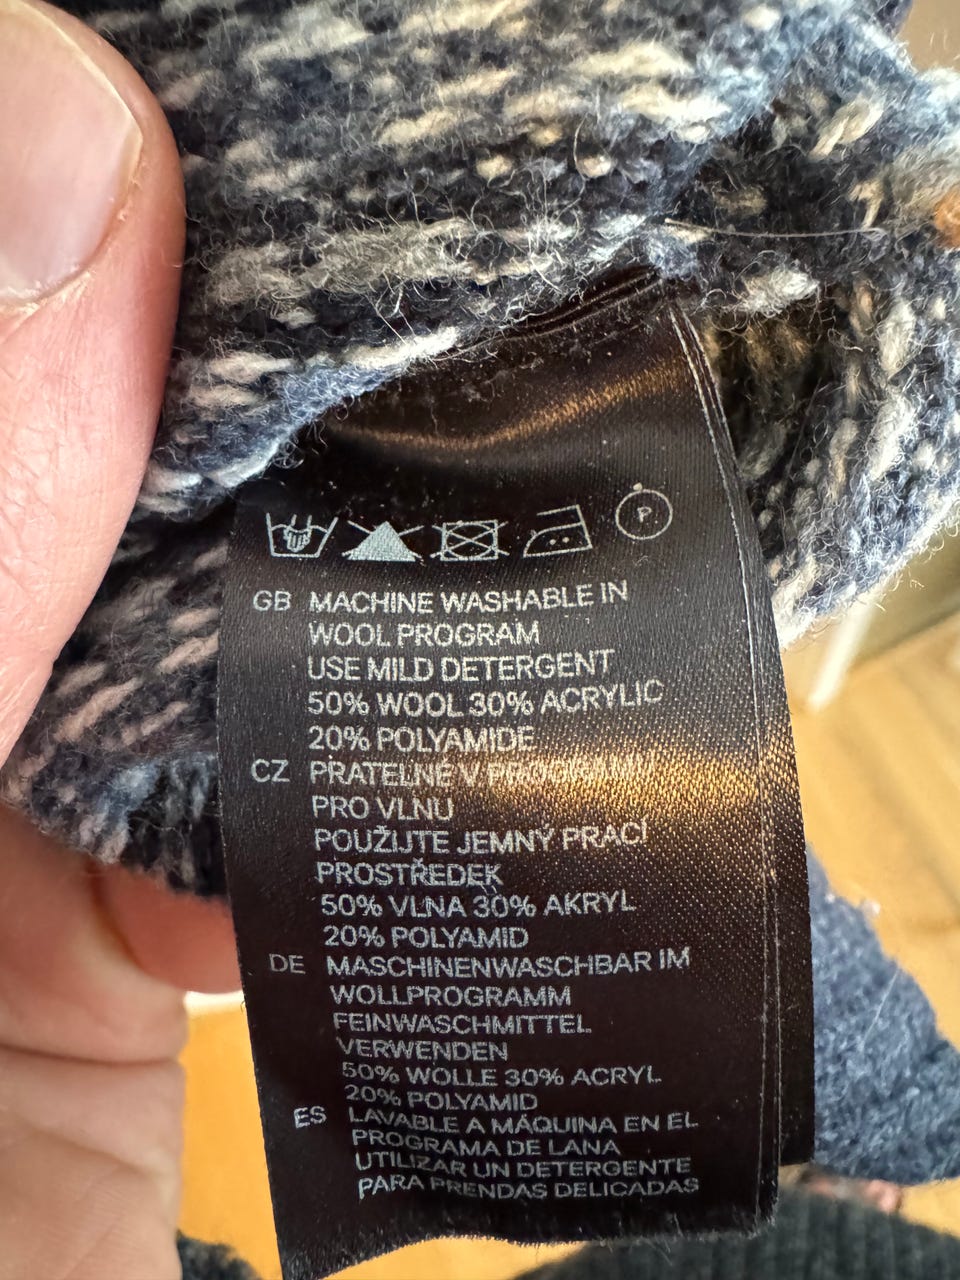 P
GB MACHINE WASHABLE IN
WOOL PROGRAM
USE MILD DETERGENT
50% WOOL 30% ACRYLIC
20% POLYAMIDE
CZ PRATELNÉ V PROGRAMU
PRO VLNU
POUŽIJTE JEMNÝ PRACÍ
PROSTŘEDEK
50% VLNA 30% AKRYL
20% POLYAMID
DE MASCHINENWASCHBAR IM
WOLLPROGRAMM
FEINWASCHMITTEL
VERWENDEN
50% WOLLE 30% ACRYL
20% POLYAMID
ES LAVABLE A MÁQUINA EN EL
PROGRAMA DE LANA
UTILIZAR UN DETERGENTE
PARA PRENDAS DELICADAS